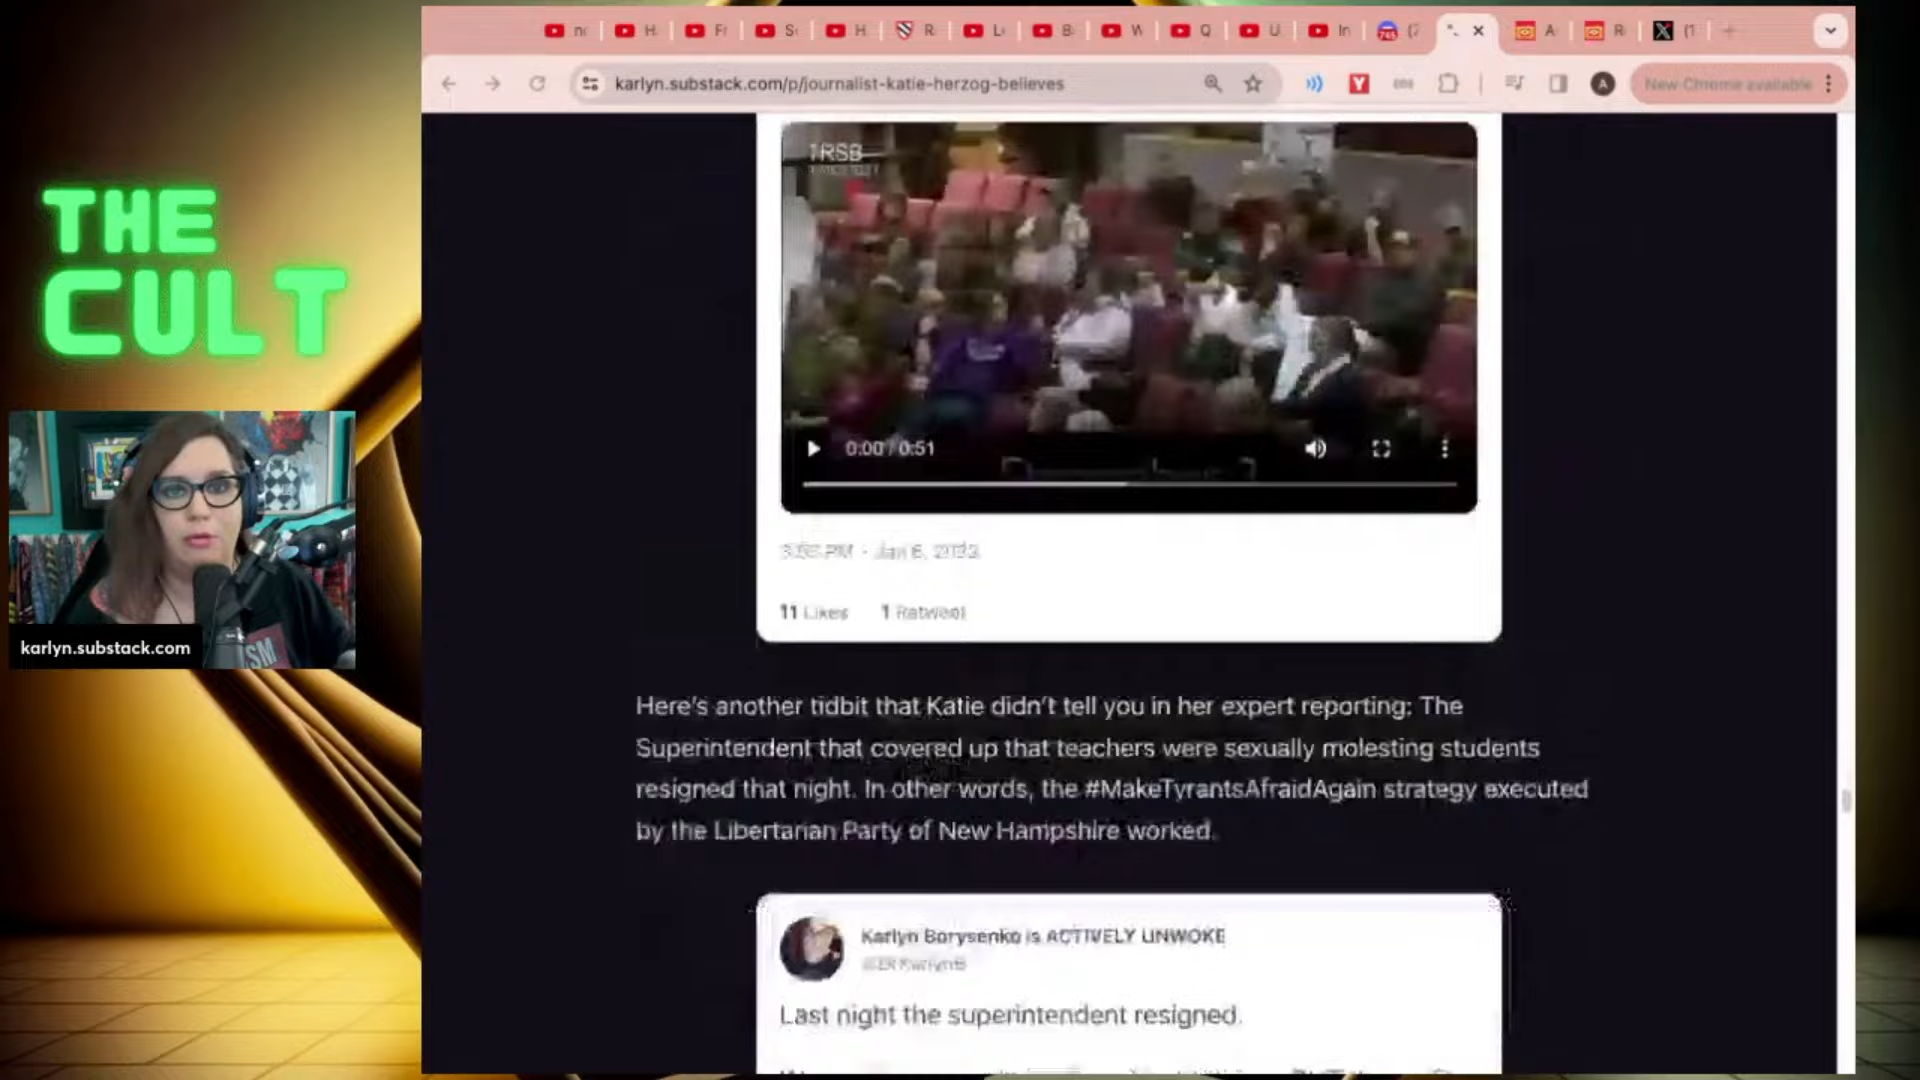 THE
CULT
karlyn.substack.com
karlyn.substack.com/p/journalist-katie-herzog-believes
New Chrome available
0:00 / 0:51
11 Likes 1 Retweet
Here's another tidbit that Katie didn't tell you in her expert reporting: The
Superintendent that covered up that teachers were sexually molesting students
resigned that night. In other words, the #MakeTyrantsAfraidAgain strategy executed
by the Libertarian Party of New Hampshire worked.
Karlyn Borysenko is ACTIVELY UNWOKE
Last night the superintendent resigned.